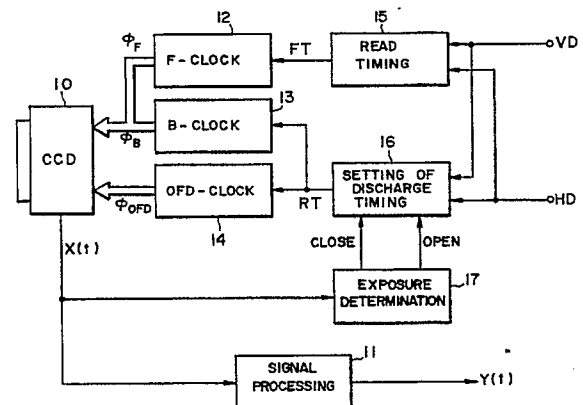 12
15
ΦF
F-CLOCK
FT
READ TIMING
VD
10
13
CCD
ΦB
B-CLOCK
16
OFD-CLOCK
SETTING OF DISCHARGE TIMING
HD
ΦOFD
RT
14
X(t)
CLOSE
OPEN
17
EXPOSURE DETERMINATION
11
SIGNAL PROCESSING
Y(t)